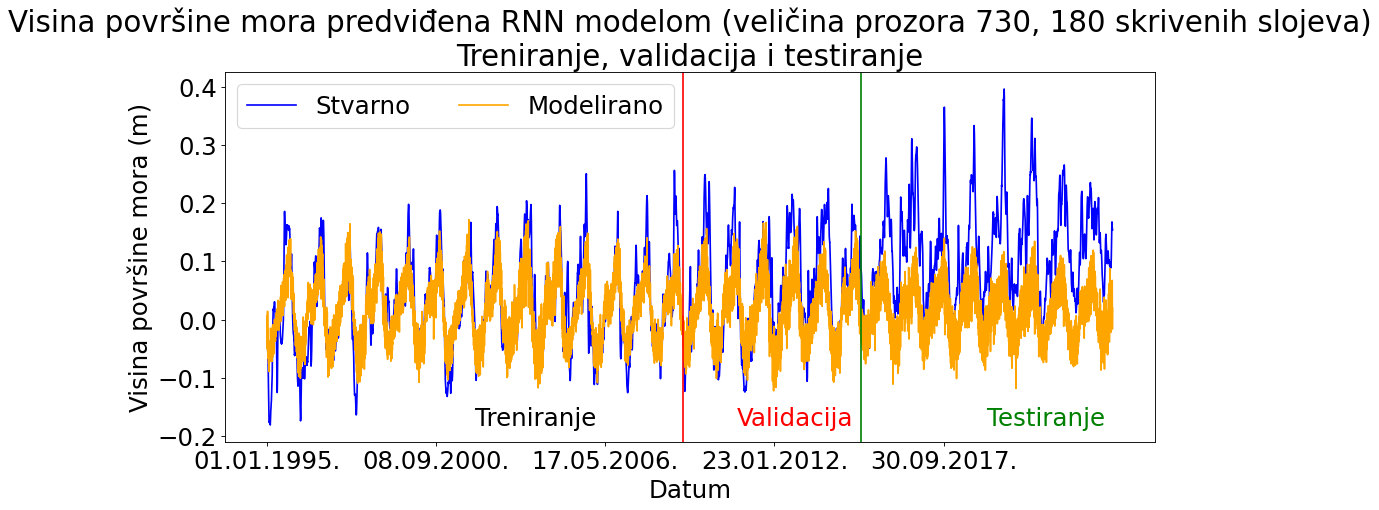 Visina površine mora predviđena RNN modelom (veličina prozora 730, 180 skrivenih slojeva)
Treniranje, validacija i testiranje
Stvarno Modelirano
Visina površine mora (m)
0.4
0.3
0.2
0.1
0.0
−0.1
−0.2
Treniranje Validacija Testiranje
01.01.1995. 08.09.2000. 17.05.2006. 23.01.2012. 30.09.2017.
Datum